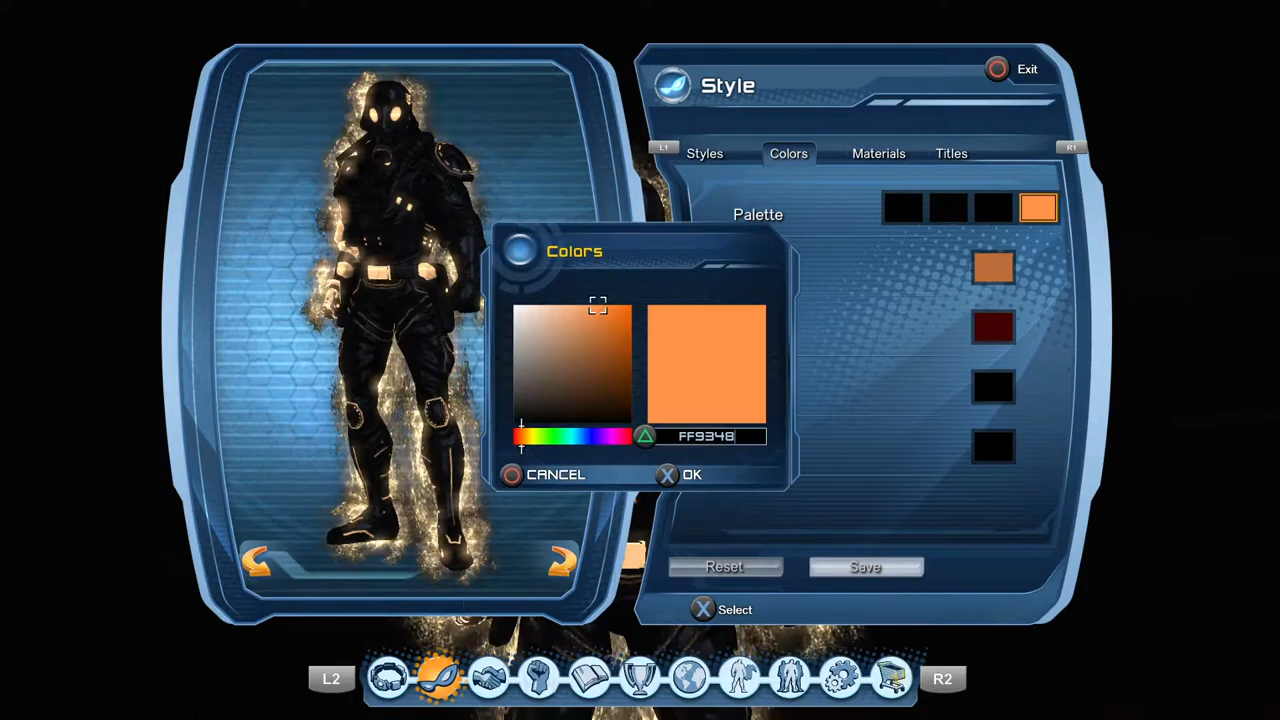 Exit
Style
L1
R1
Styles Colors Materials Titles
Palette
Colors
FF9348
CANCEL OK
Reset Save
X Select
L2 R2